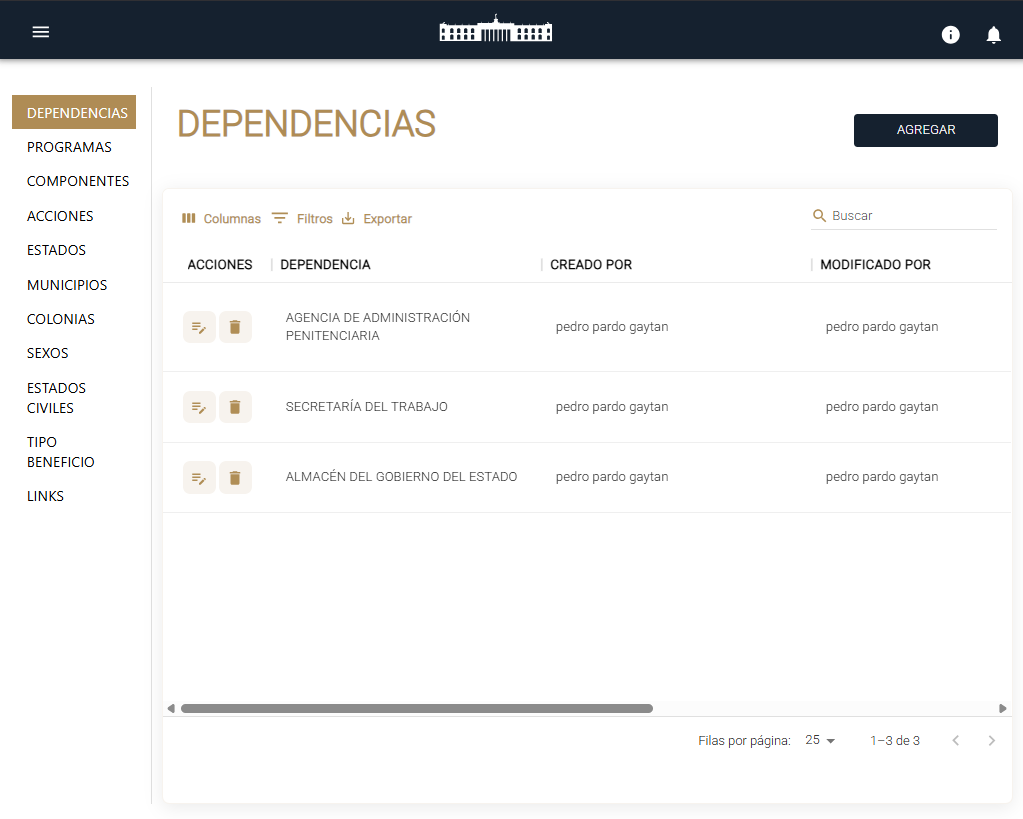 DEPENDENCIAS
PROGRAMAS
COMPONENTES
ACCIONES
ESTADOS
MUNICIPIOS
COLONIAS
SEXOS
ESTADOS
CIVILES
TIPO
BENEFICIO
LINKS
DEPENDENCIAS
AGREGAR
Columnas Filtros Exportar
Buscar
ACCIONES DEPENDENCIA CREADO POR MODIFICADO POR
AGENCIA DE ADMINISTRACIÓN
PENITENCIARIA
pedro pardo gaytan pedro pardo gaytan
SECRETARÍA DEL TRABAJO pedro pardo gaytan pedro pardo gaytan
ALMACÉN DEL GOBIERNO DEL ESTADO pedro pardo gaytan pedro pardo gaytan
Filas por página: 25 1–3 de 3